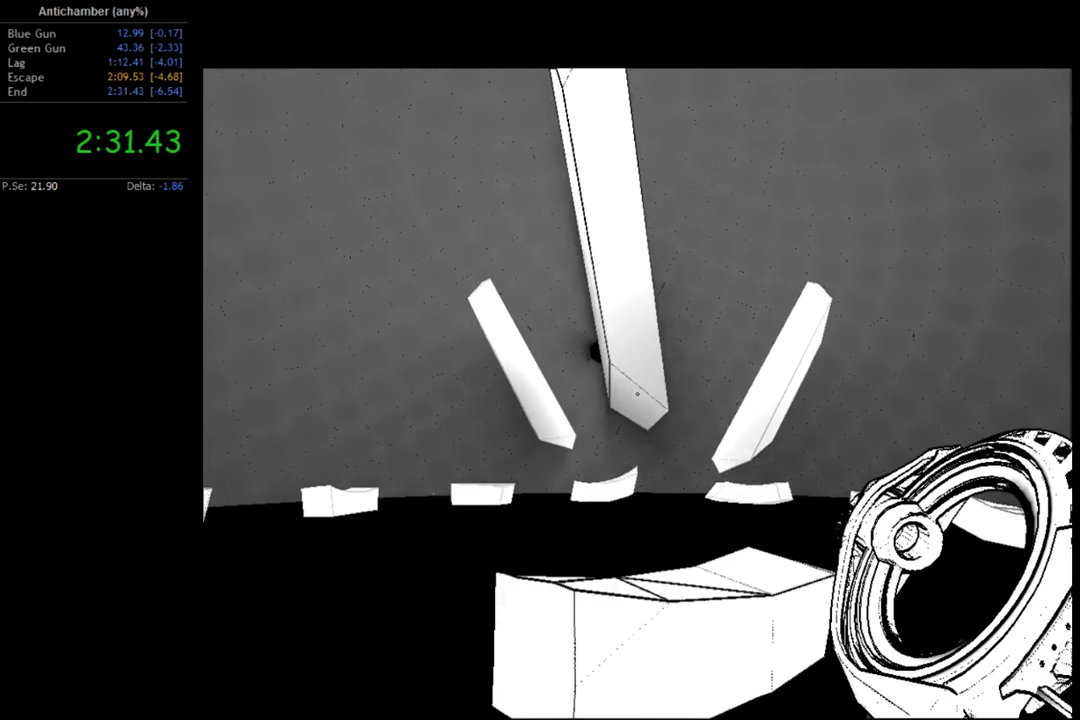 Antichamber (any%)
Blue Gun 12.99 [-0.17]
Green Gun 43.36 [-2.33]
Lag 1:12.41 [-4.01]
Escape 2:09.53 [-4.68]
End 2:31.43 [-6.54]
2:31.43
P.Se: 21.90 Delta: -1.86